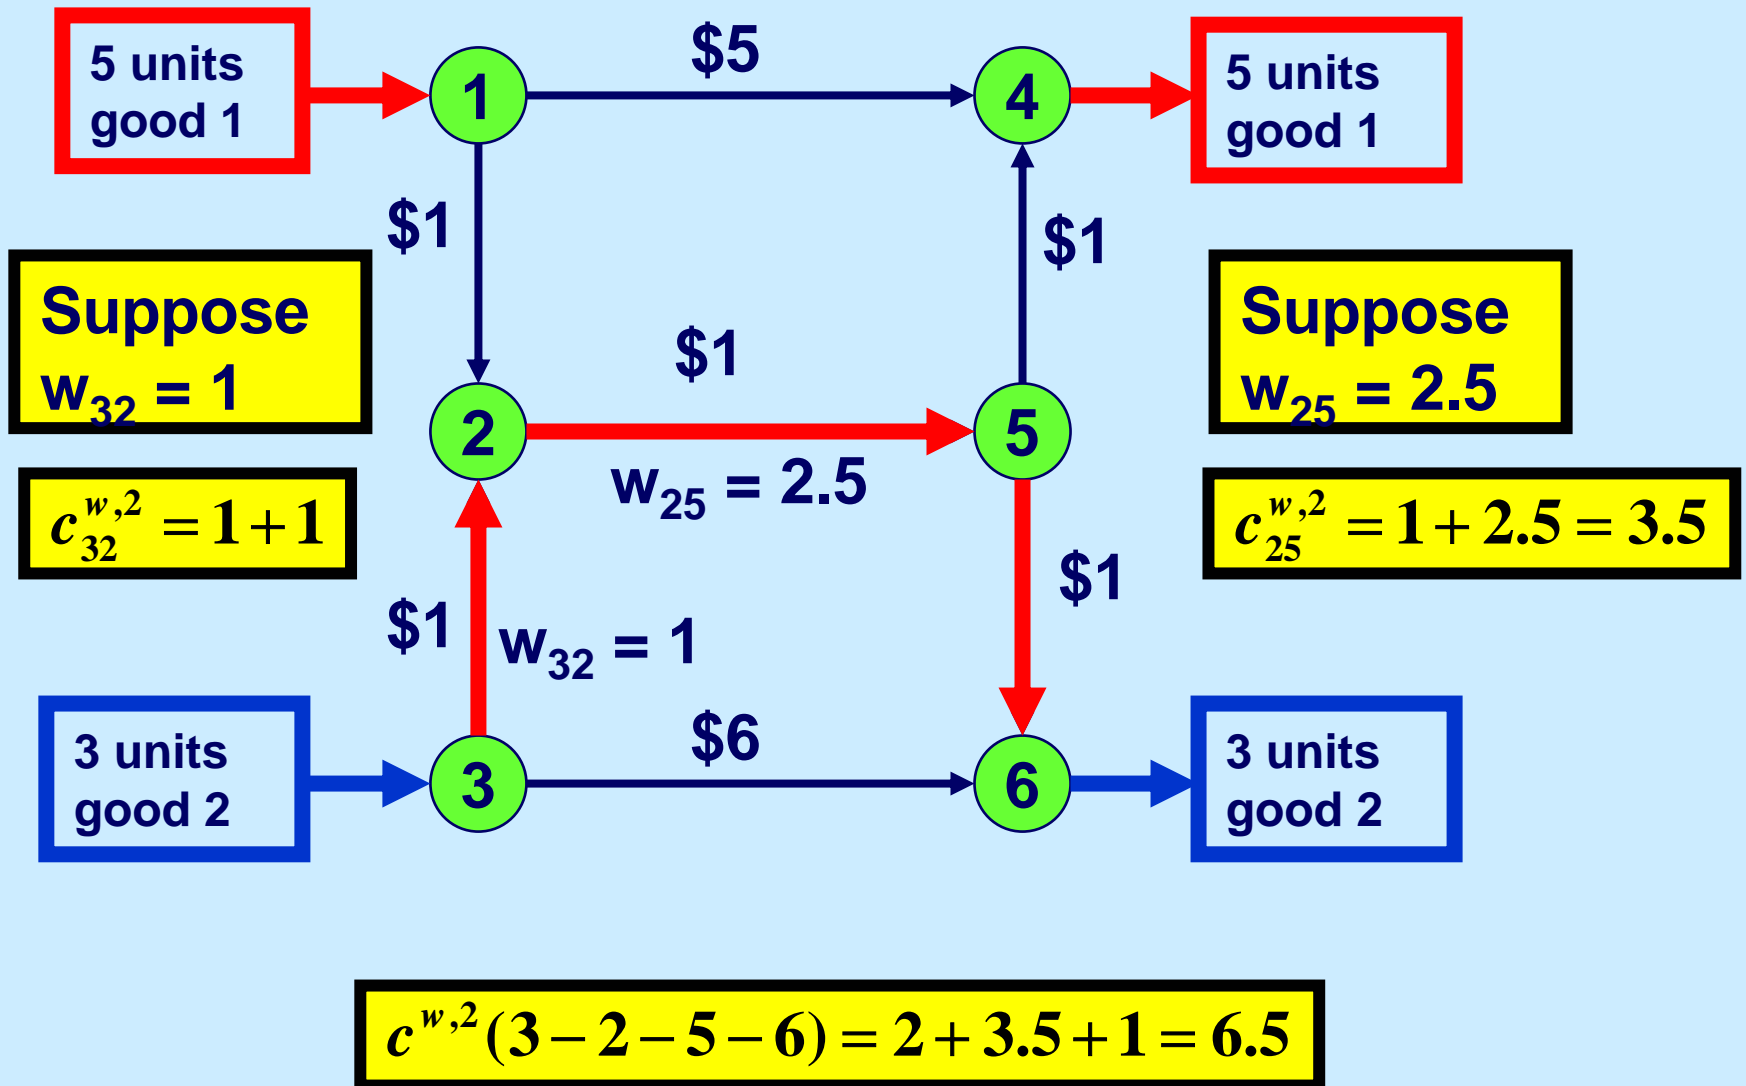 5 units
good 1
1
$5
4
5 units
good 1
$1
$1
Suppose
w32 = 1
Suppose
w25 = 2.5
$1
2
5
w25 = 2.5
c^{w,2}_{32} = 1+1
c^{w,2}_{25} = 1+2.5 = 3.5
$1
$1
w32 = 1
3 units
good 2
3
$6
6
3 units
good 2
c^{w,2}(3−2−5−6) = 2+3.5+1 = 6.5